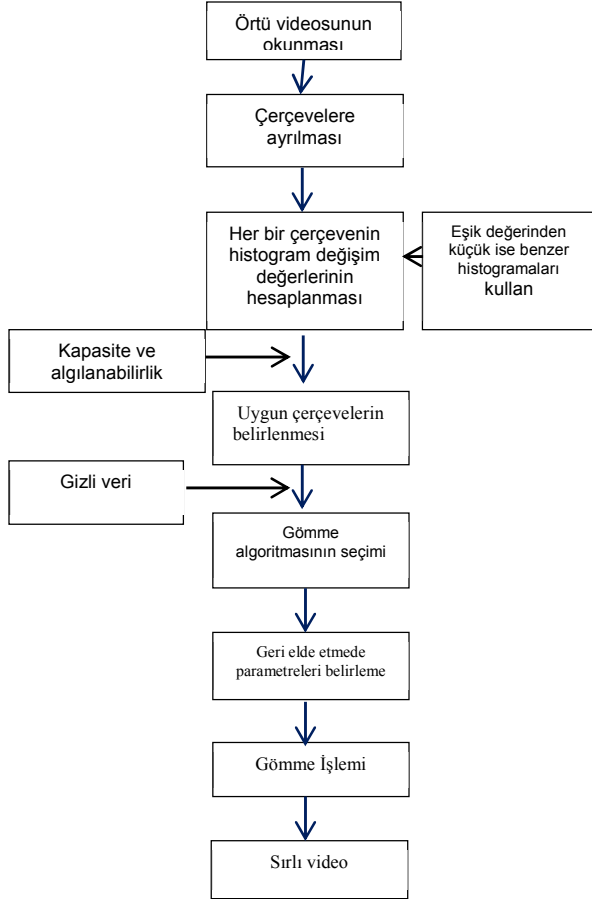 Örtü videosunun
okunması
Çerçevelere
ayrılması
Her bir çerçevenin
histogram değişim
değerlerinin
hesaplanması
Eşik değerinden
küçük ise benzer
histogramaları
kullan
Kapasite ve
algılanabilirlik
Uygun çerçevelerin
belirlenmesi
Gizli veri
Gömme
algoritmasının seçimi
Geri elde etmede
parametreleri belirleme
Gömme İşlemi
Sırlı video